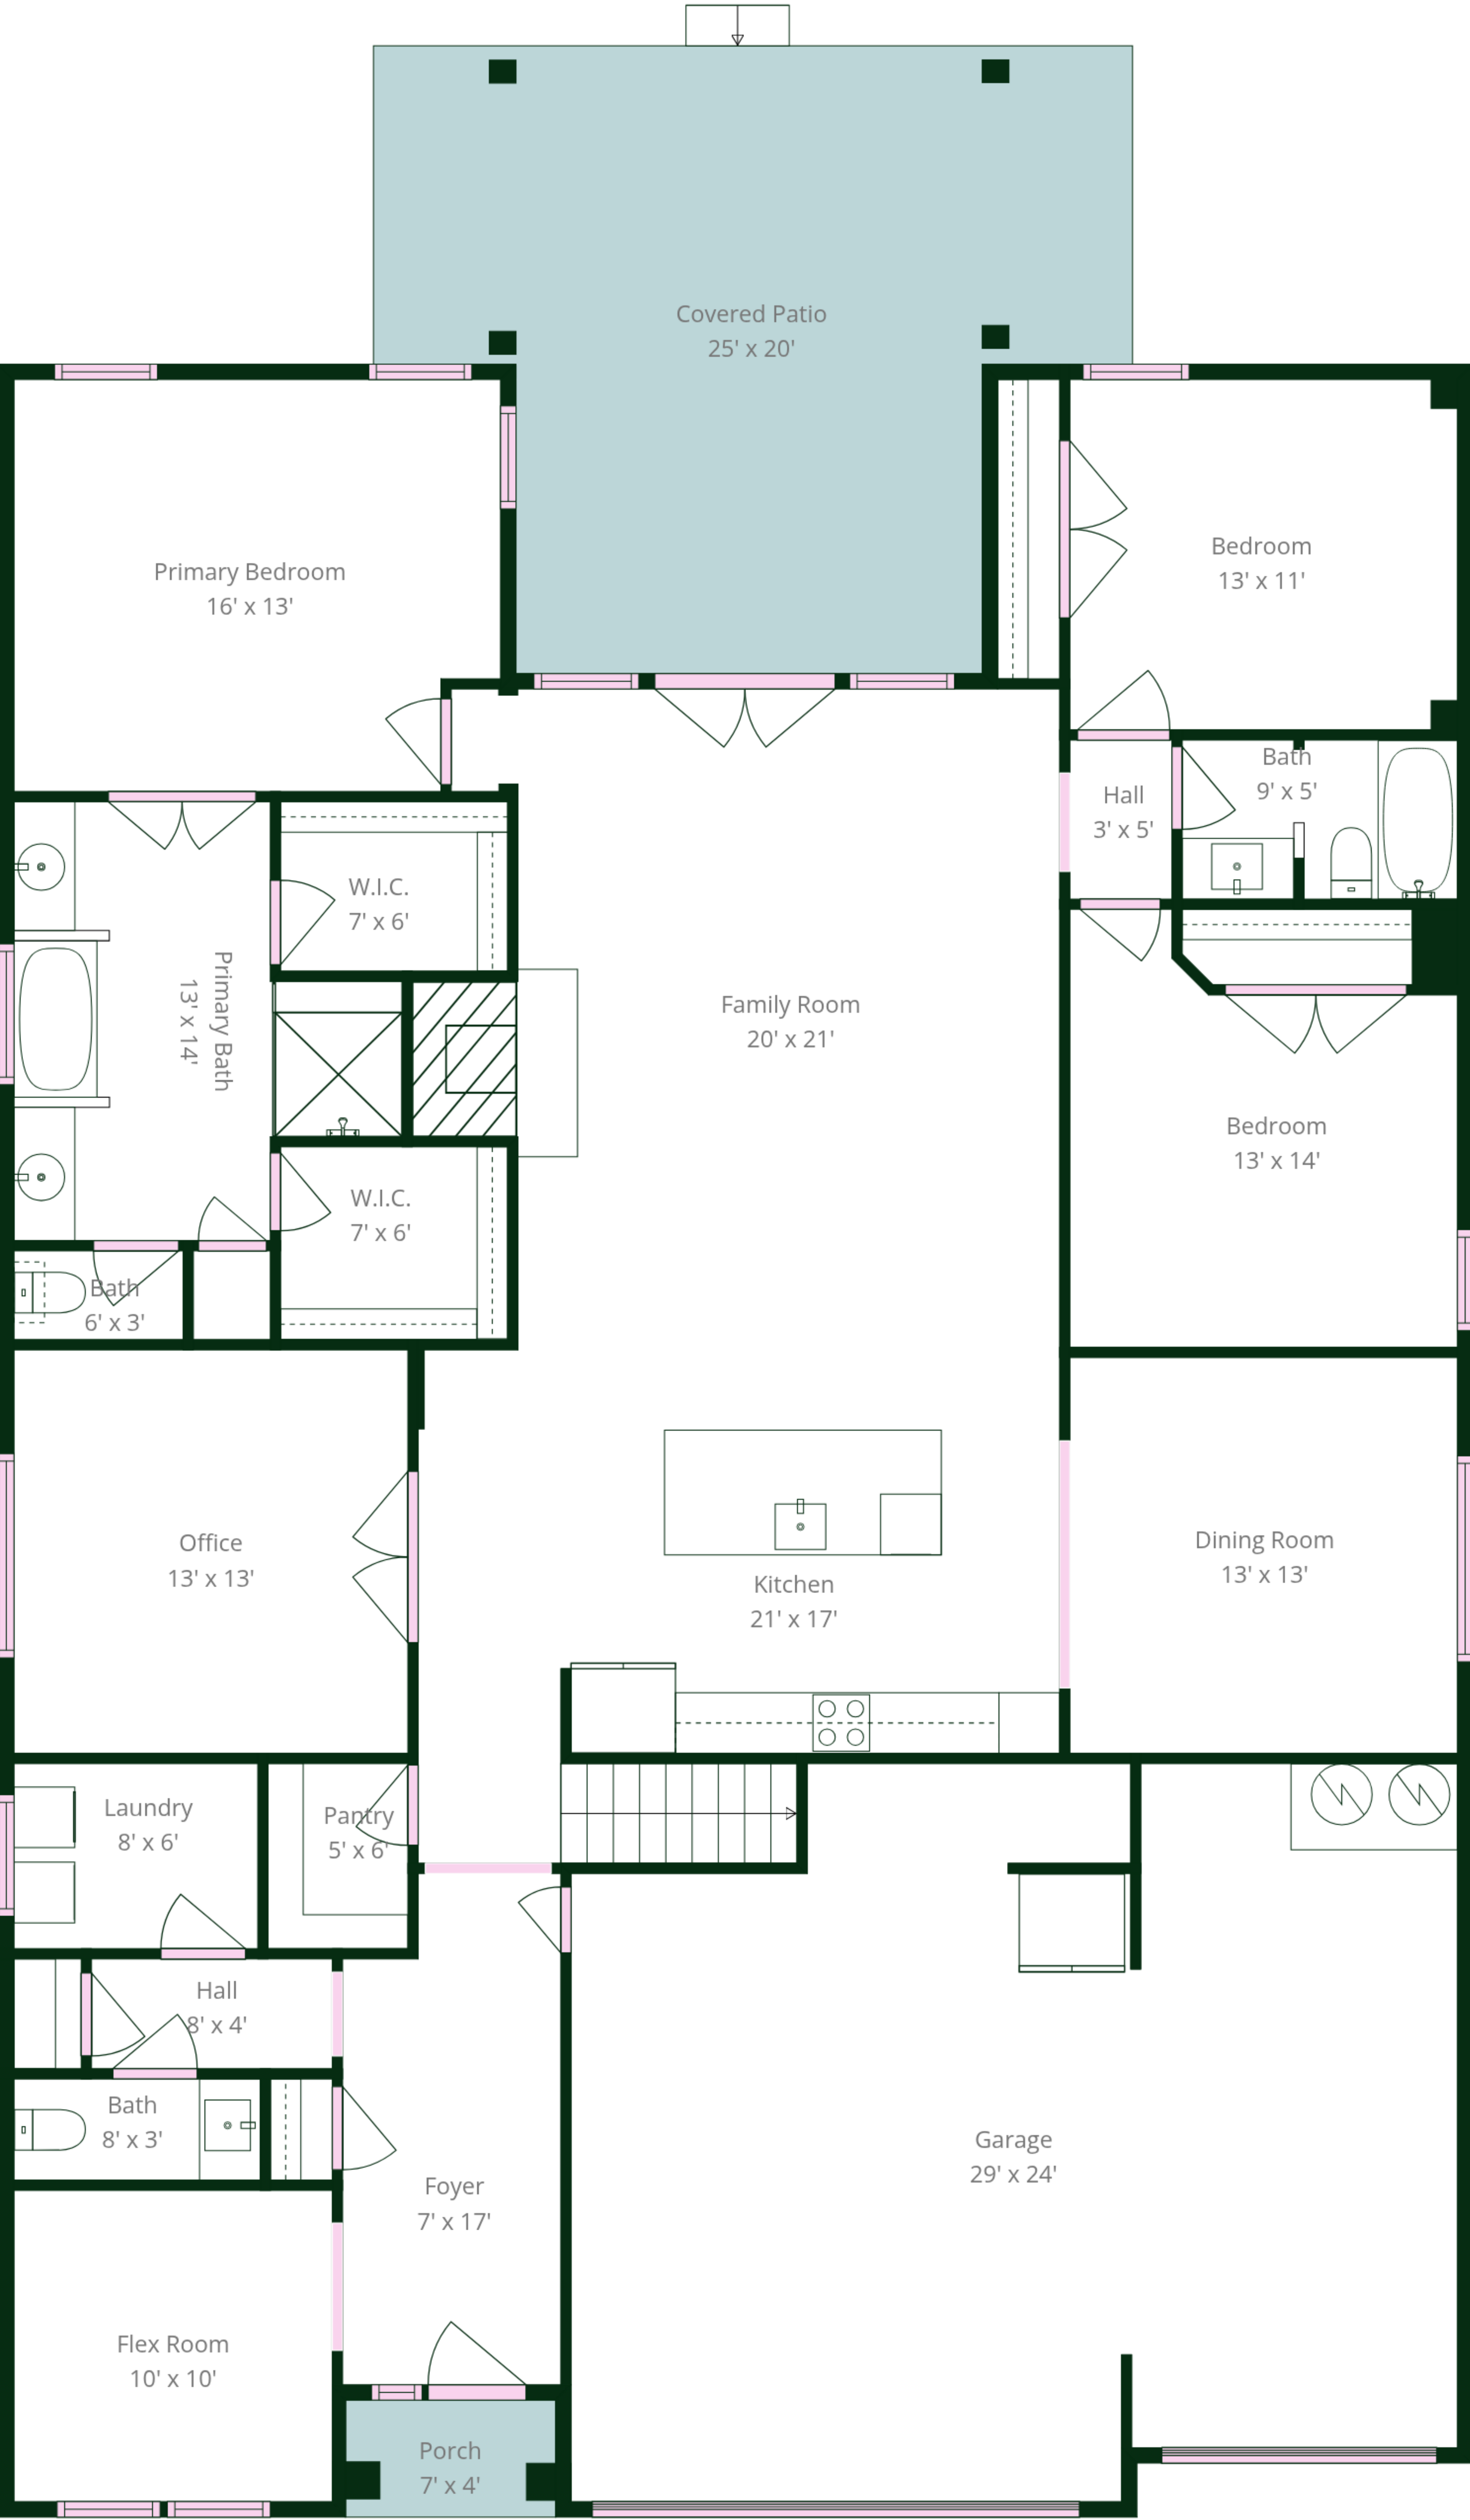 Covered Patio
25' x 20'
Primary Bedroom
16' x 13'
Bedroom
13' x 11'
Bath
9' x 5'
Hall
3' x 5'
W.I.C.
7' x 6'
Primary Bath
13' x 14'
Family Room
20' x 21'
Bedroom
13' x 14'
W.I.C.
7' x 6'
Bath
6' x 3'
Office
13' x 13'
Kitchen
21' x 17'
Dining Room
13' x 13'
Laundry
8' x 6'
Pantry
5' x 6'
Hall
8' x 4'
Bath
8' x 3'
Foyer
7' x 17'
Garage
29' x 24'
Flex Room
10' x 10'
Porch
7' x 4'